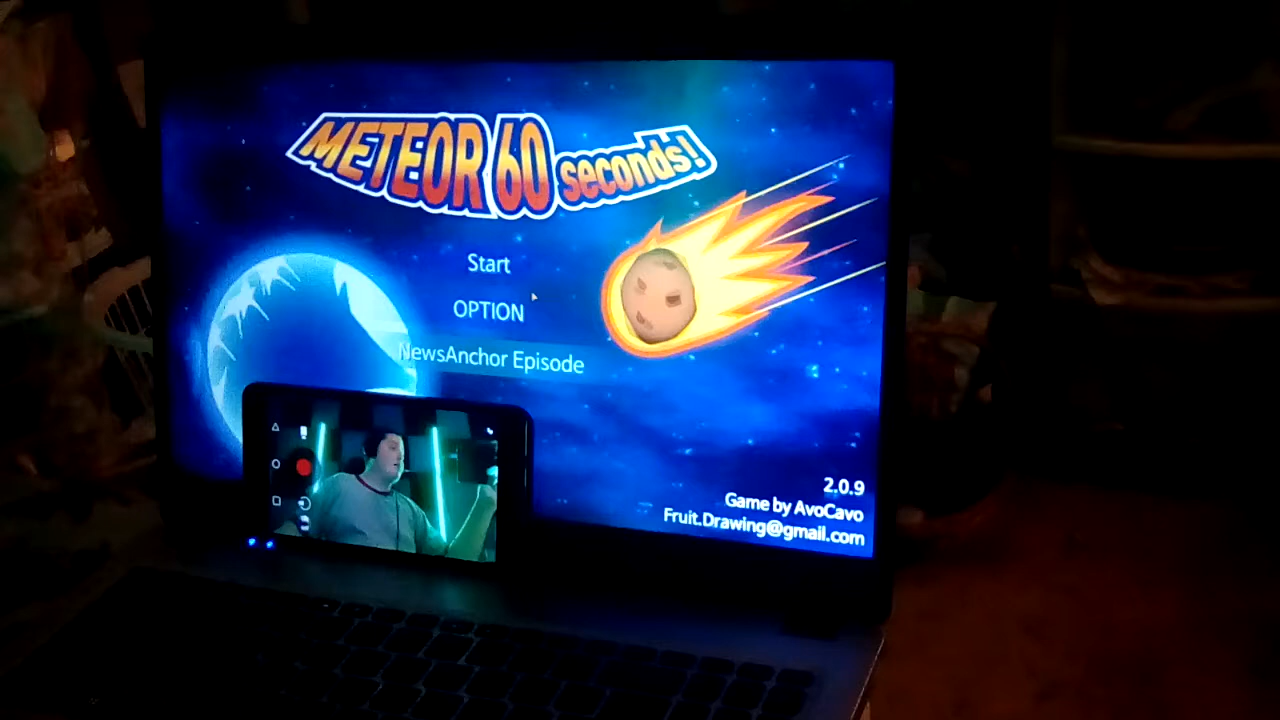 METEOR 60 seconds!
Start
OPTION
NewsAnchor Episode
2.0.9
Game by AvoCavo
Fruit.Drawing@gmail.com